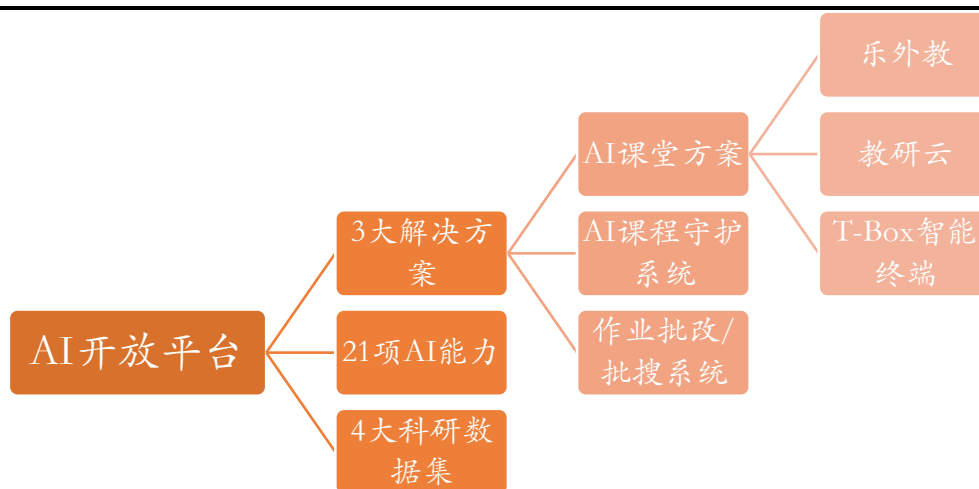 AI开放平台
3大解决方
案
21项AI能力
4大科研数
据集
AI课堂方案
AI课程守护
系统
作业批改/
批搜系统
乐外教
教研云
T-Box智能
终端